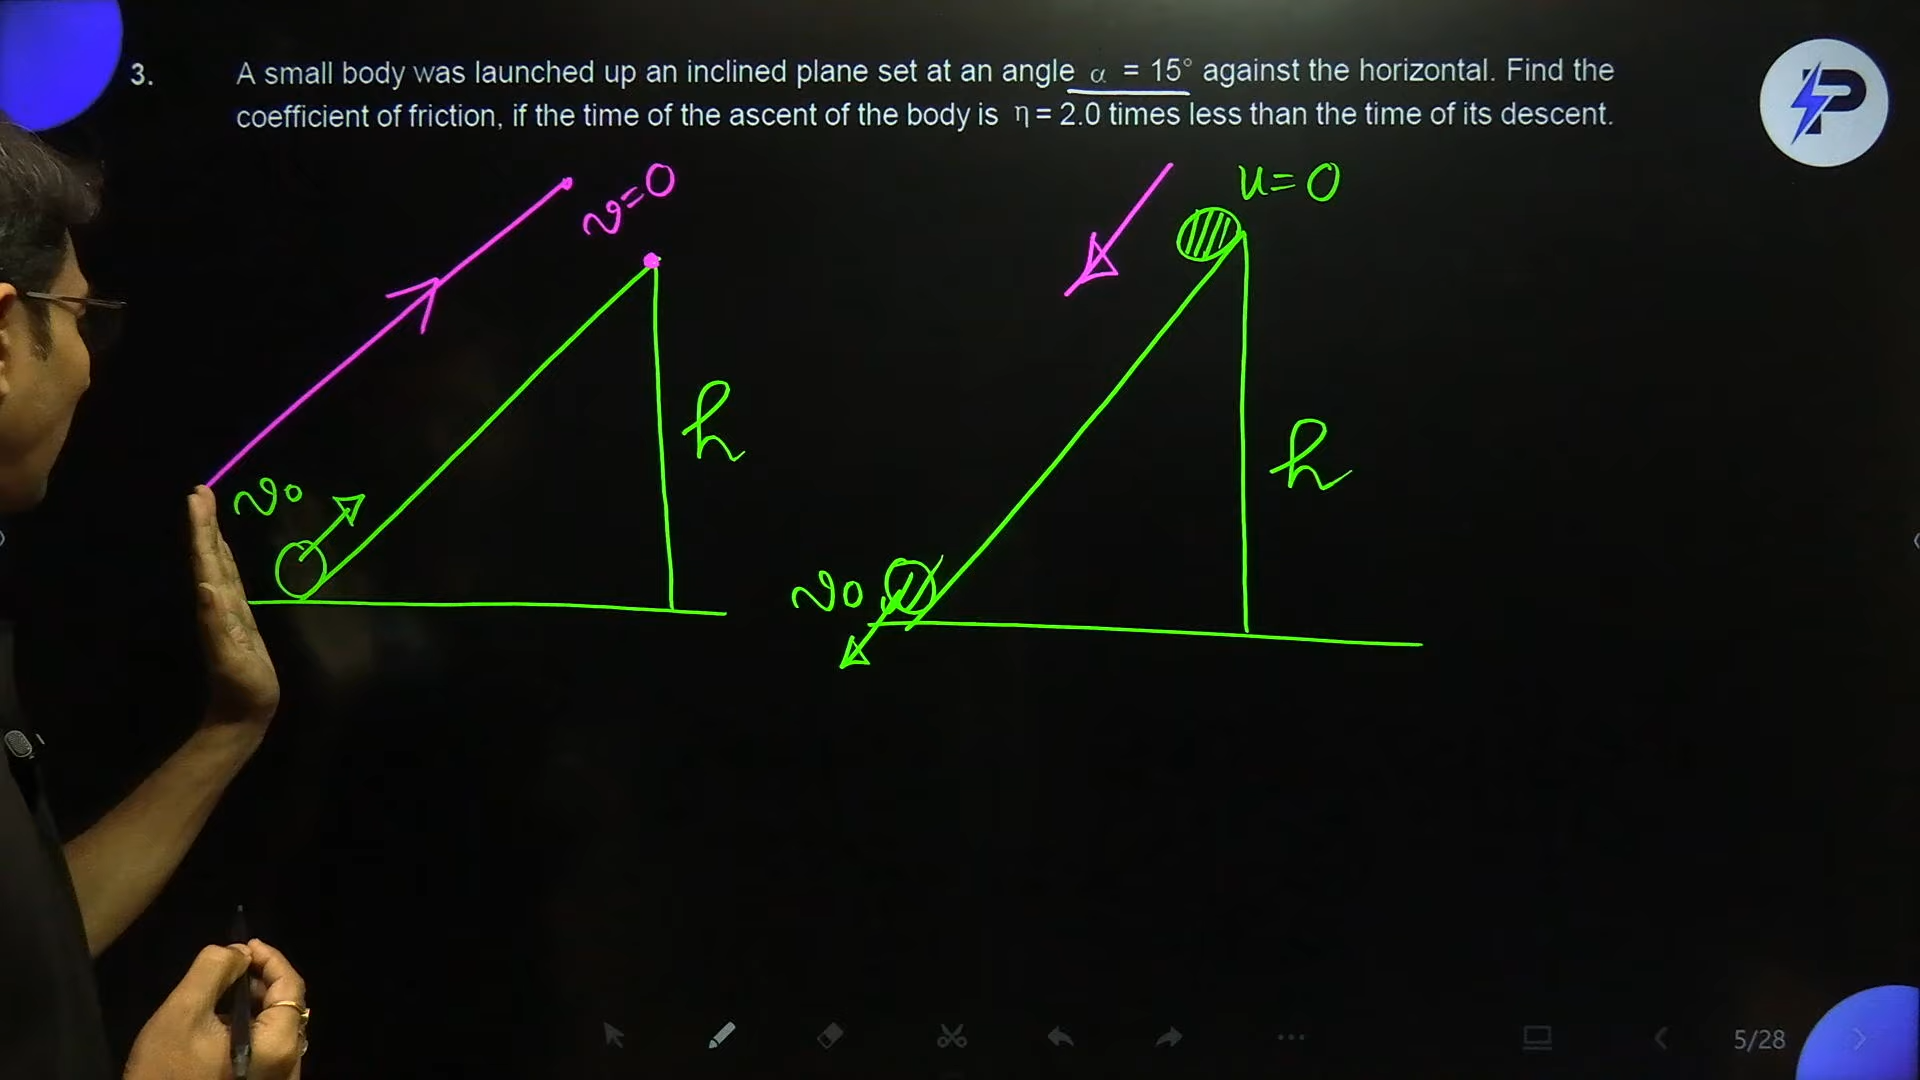 3. A small body was launched up an inclined plane set at an angle α = 15° against the horizontal. Find the
coefficient of friction, if the time of the ascent of the body is η = 2.0 times less than the time of its descent.
P
v=0
u=0
h
h
v0
v0
5/28